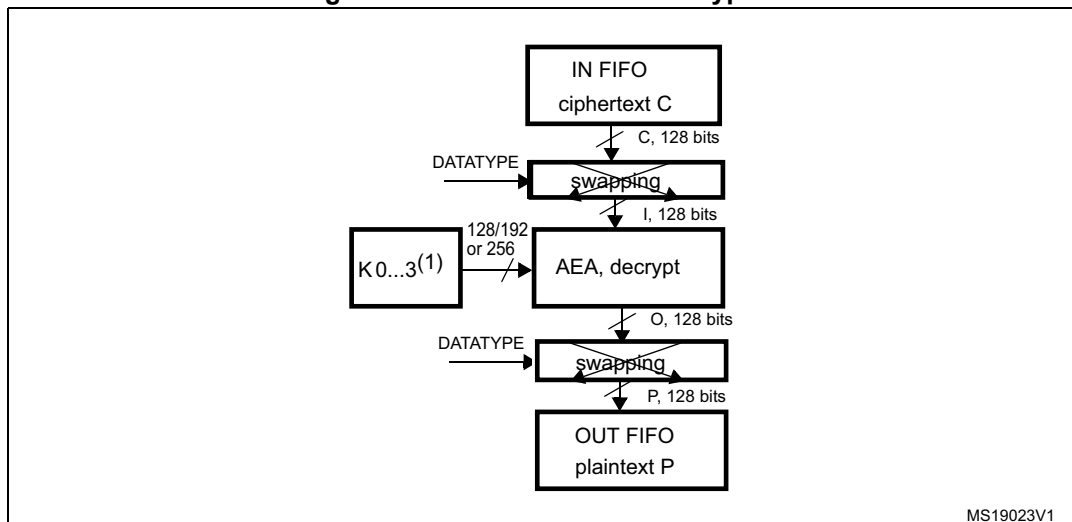 IN FIFO
ciphertext C
C, 128 bits
DATATYPE
swapping
I, 128 bits
128/192
or 256
K 0...3(1)
AEA, decrypt
O, 128 bits
DATATYPE
swapping
P, 128 bits
OUT FIFO
plaintext P
MS19023V1